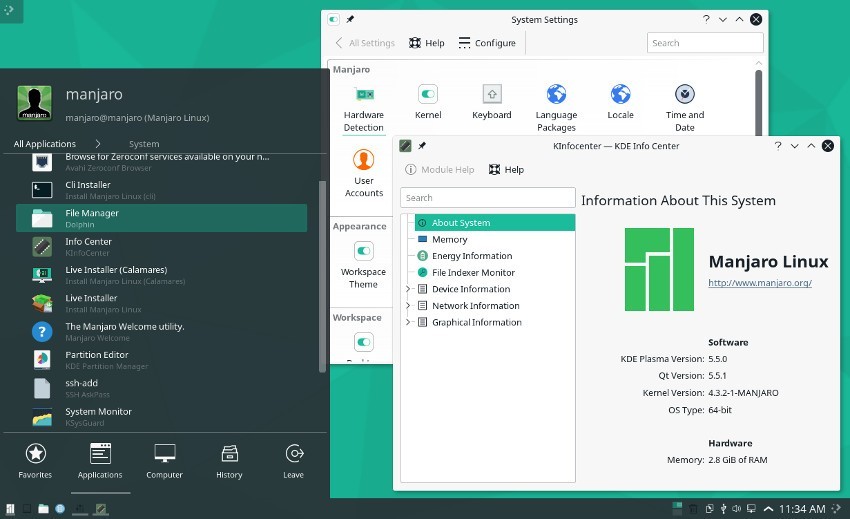 System Settings
All Settings
Help
Configure
Search
Manjaro
Hardware Detection
Kernel
Keyboard
Language Packages
Locale
Time and Date
User Accounts
Appearance
Workspace Theme
Workspace
manjaro
manjaro
manjaro@manjaro (Manjaro Linux)
All Applications
System
Browse for Zeroconf services available on your n...
Avahi Zeroconf Browser
Cli Installer
Install Manjaro Linux (cli)
File Manager
Dolphin
Info Center
KInfoCenter
Live Installer (Calamares)
Install Manjaro Linux (Calamares)
Live Installer
Install Manjaro Linux
The Manjaro Welcome utility.
Manjaro Welcome
Partition Editor
KDE Partition Manager
ssh-add
SSH AskPass
System Monitor
KSysGuard
Favorites
Applications
Computer
History
Leave
KInfocenter — KDE Info Center
Module Help
Help
Search
About System
Memory
Energy Information
File Indexer Monitor
Device Information
Network Information
Graphical Information
Information About This System
Manjaro Linux
http://www.manjaro.org/
Software
KDE Plasma Version: 5.5.0
Qt Version: 5.5.1
Kernel Version: 4.3.2-1-MANJARO
OS Type: 64-bit
Hardware
Memory: 2.8 GiB of RAM
11:34 AM